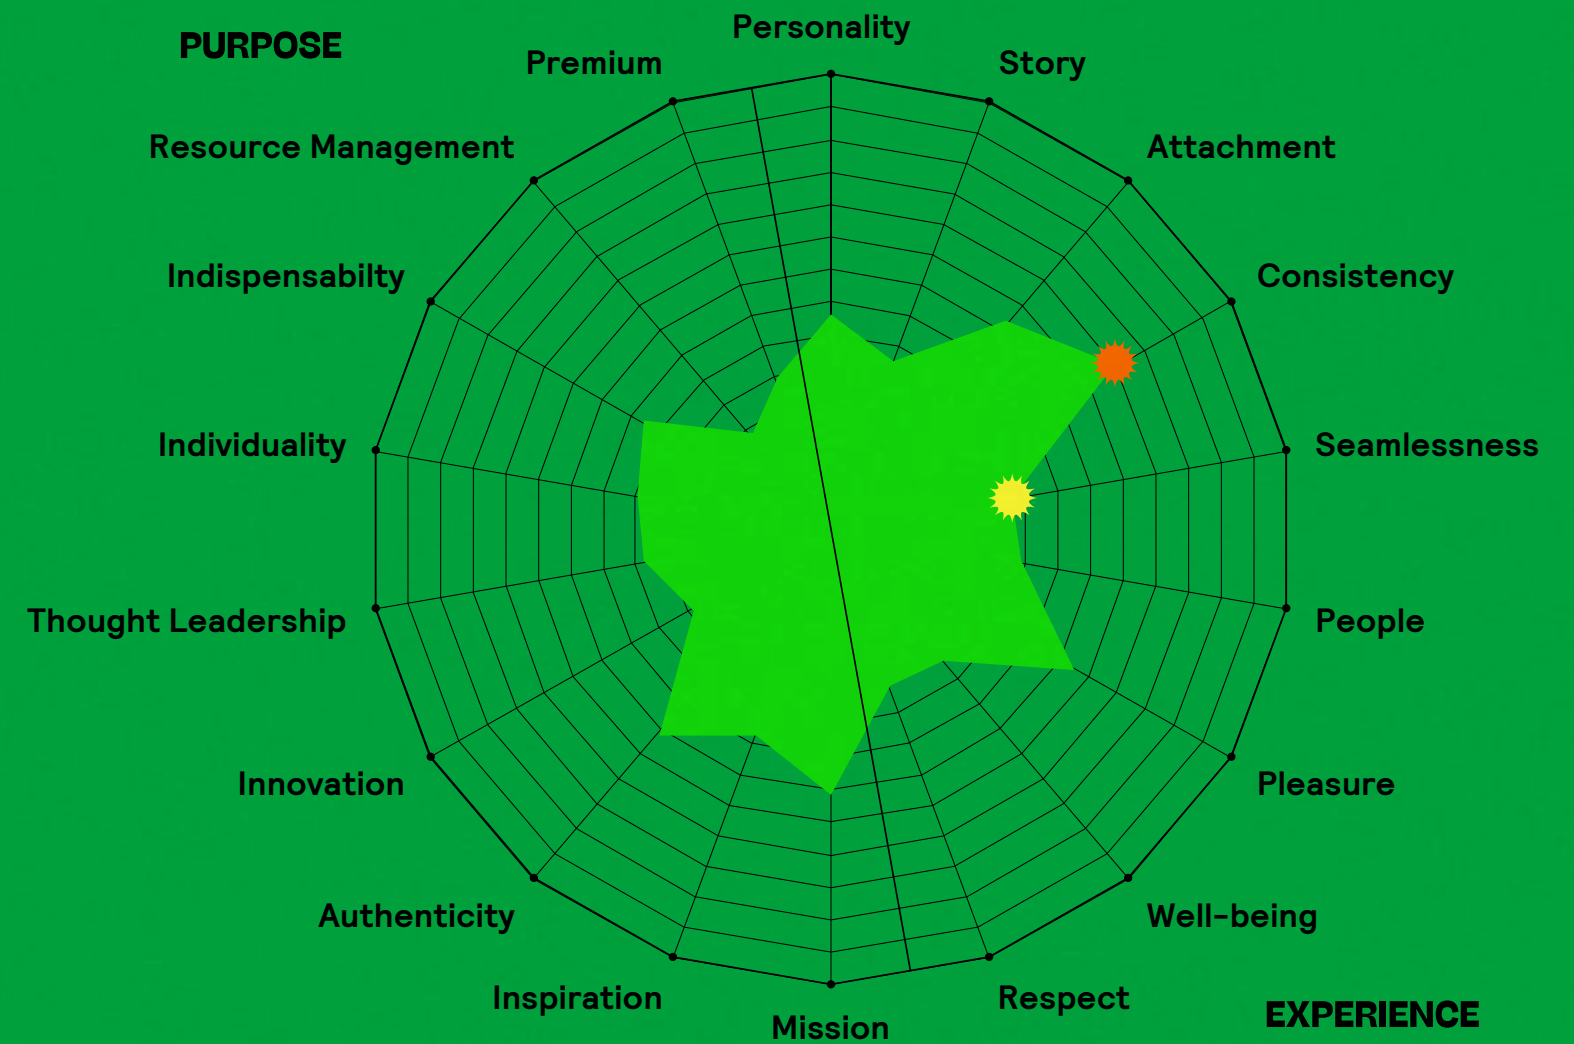 PURPOSE
Personality
Premium
Story
Resource Management
Attachment
Indispensabilty
Consistency
Individuality
Seamlessness
Thought Leadership
People
Innovation
Pleasure
Authenticity
Well-being
Inspiration
Respect
Mission
EXPERIENCE